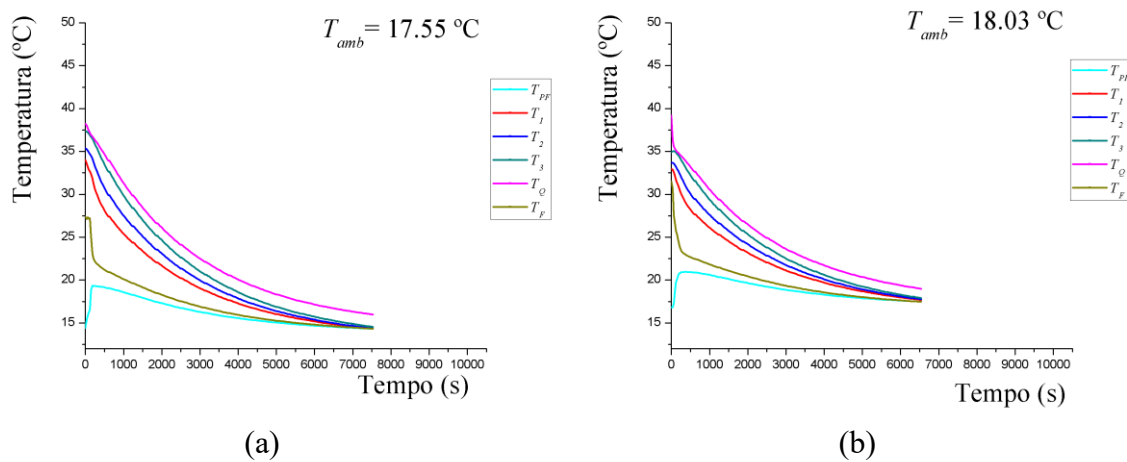 T_amb= 17.55 ºC
Temperatura (ºC)
50
45
40
35
30
25
20
15
T_PF
T_1
T_2
T_3
T_Q
T_F
0 1000 2000 3000 4000 5000 6000 7000 8000 9000 10000
Tempo (s)
(a)
T_amb= 18.03 ºC
Temperatura (ºC)
50
45
40
35
30
25
20
15
T_PF
T_1
T_2
T_3
T_Q
T_F
0 1000 2000 3000 4000 5000 6000 7000 8000 9000 10000
Tempo (s)
(b)